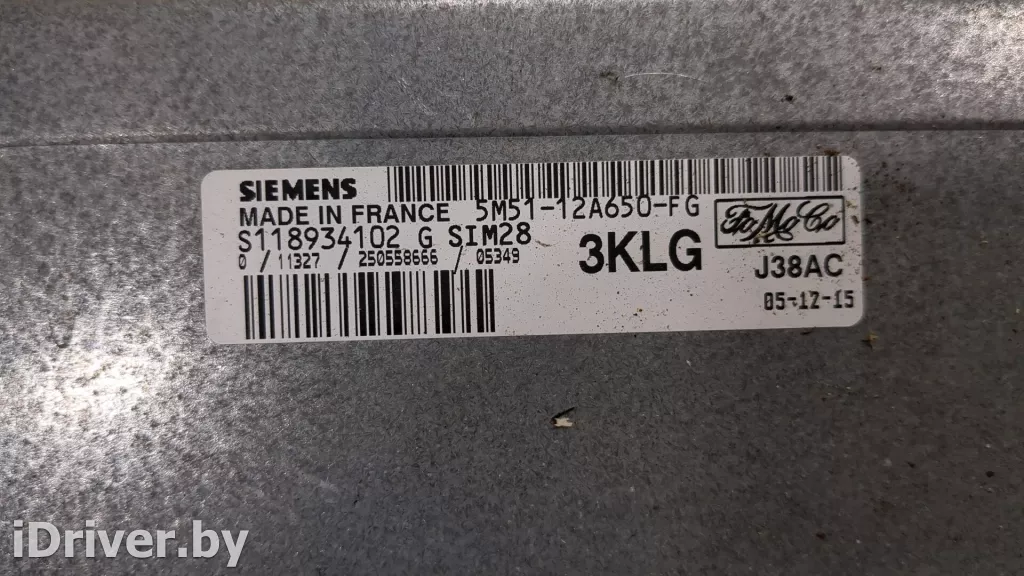 SIEMENS
MADE IN FRANCE 5M51-12A650-FG
S118934102 G SIM28
0 / 11327 / 250558666 / 05349
3KLG
FoMoCo
J38AC
05-12-15
iDriver.by